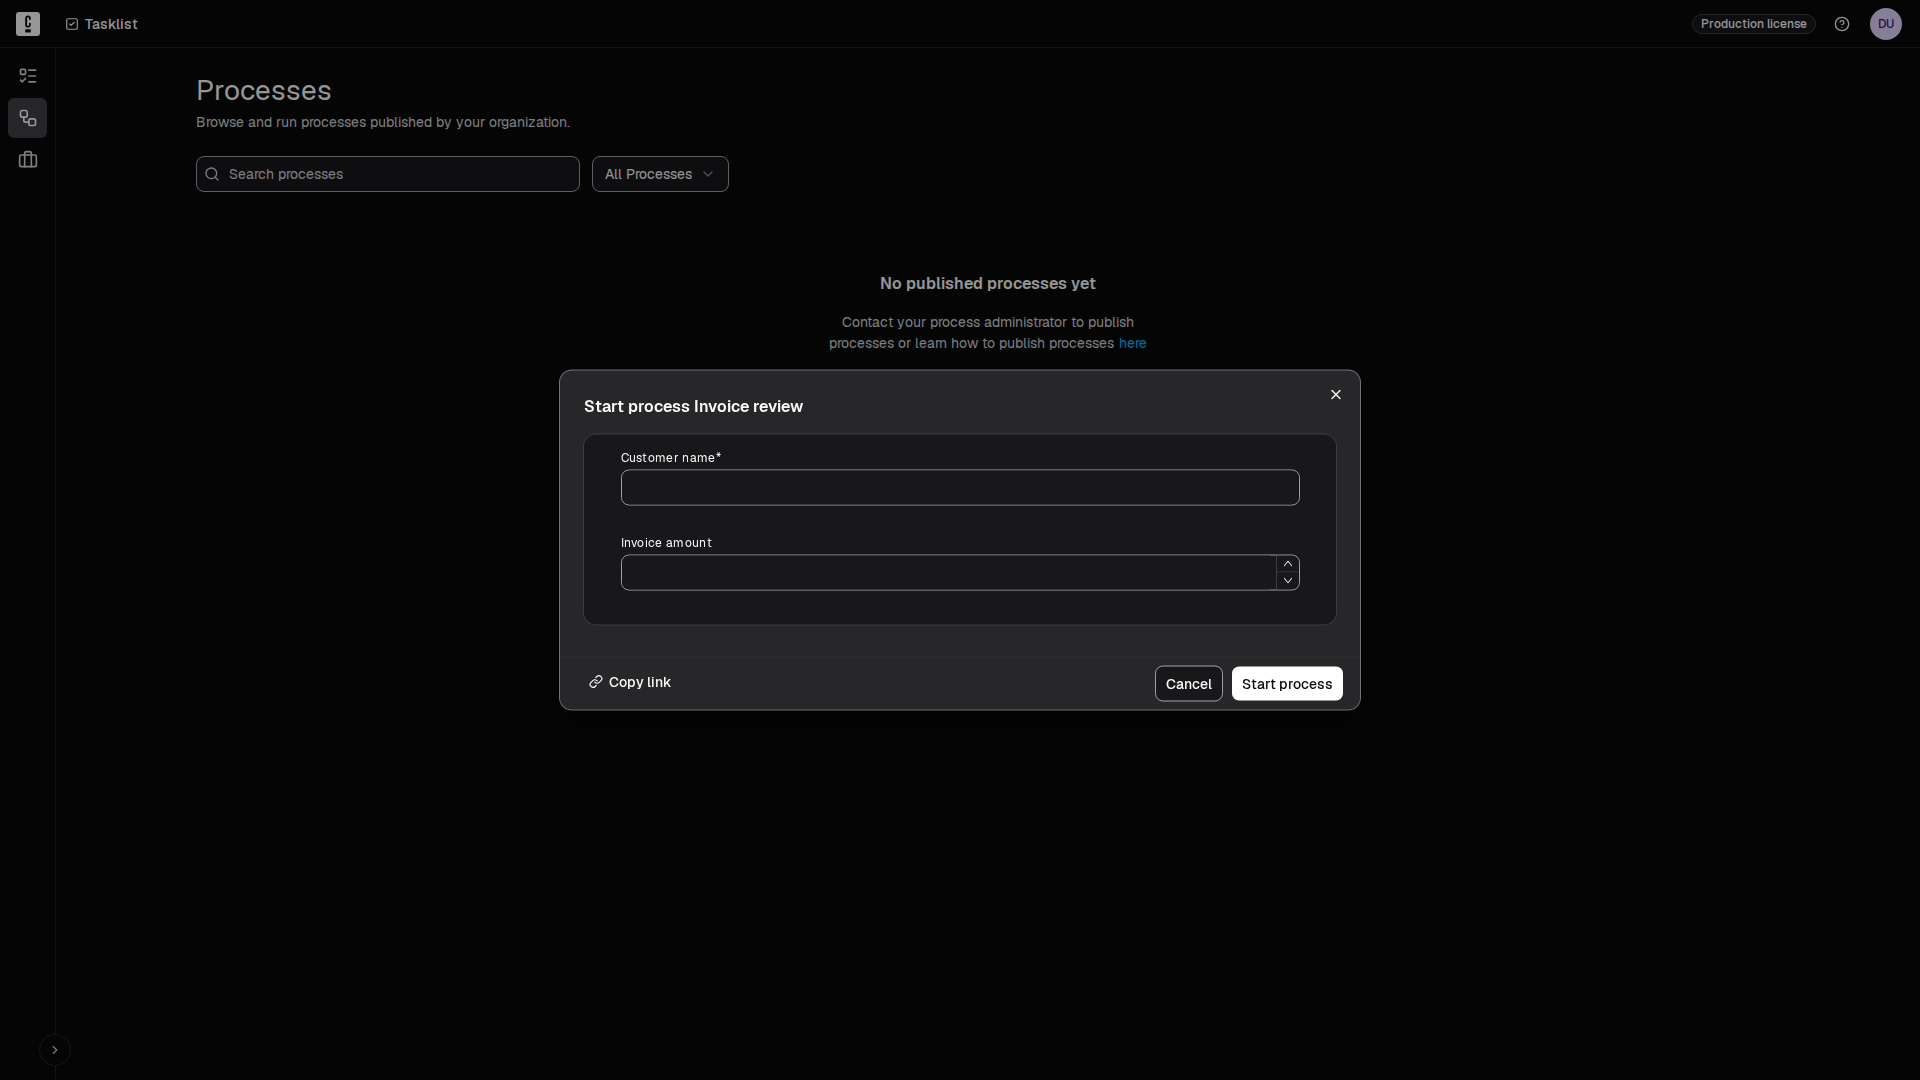 Tasklist
Production license
DU
Processes
Browse and run processes published by your organization.
Search processes
All Processes
No published processes yet
Contact your process administrator to publish
processes or learn how to publish processes here
Start process Invoice review
Customer name*
Invoice amount
Copy link
Cancel
Start process